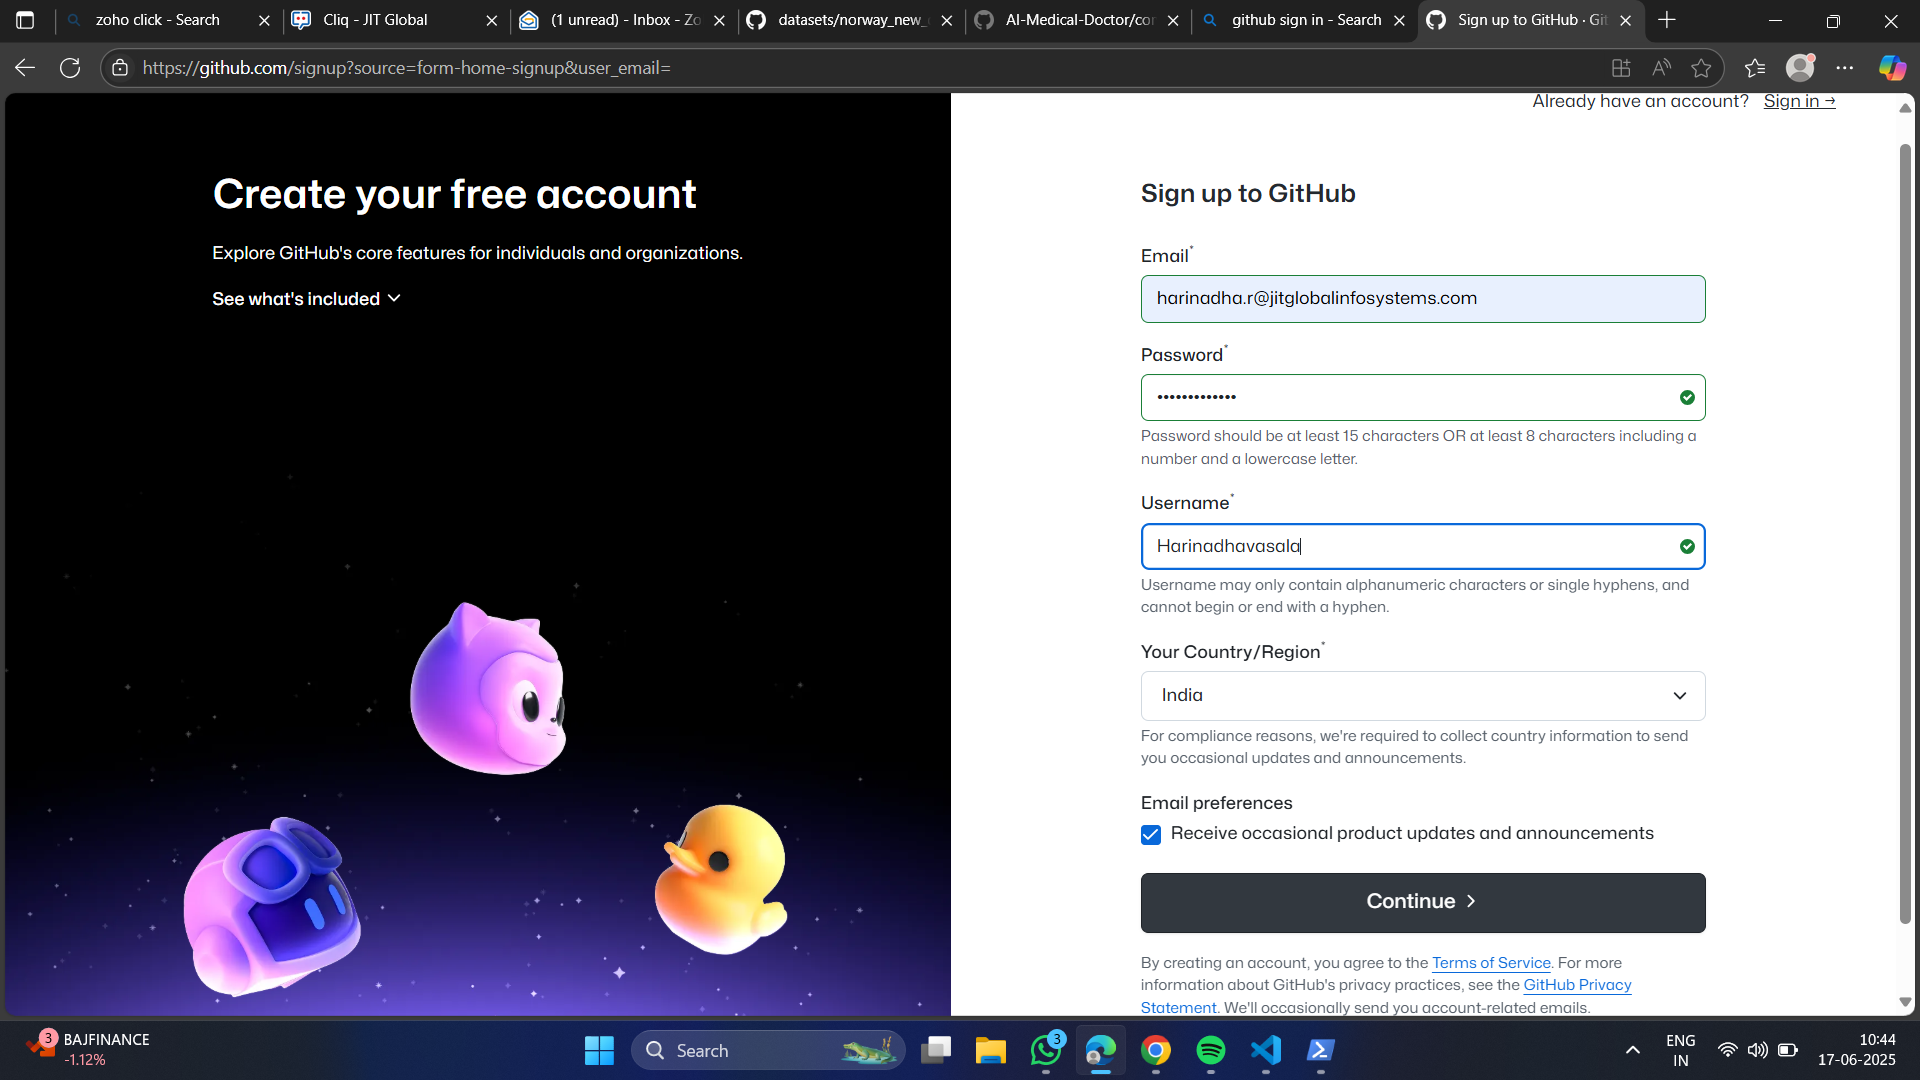 zoho click - Search
Cliq - JIT Global
(1 unread) - Inbox - Zo
datasets/norway_new_
AI-Medical-Doctor/cor
github sign in - Search
Sign up to GitHub · Git
https://github.com/signup?source=form-home-signup&user_email=
Already have an account? Sign in →
Create your free account
Explore GitHub's core features for individuals and organizations.
See what's included
Sign up to GitHub
Email*
harinadha.r@jitglobalinfosystems.com
Password*
•••••••••••••
Password should be at least 15 characters OR at least 8 characters including a
number and a lowercase letter.
Username*
Harinadhavasala
Username may only contain alphanumeric characters or single hyphens, and
cannot begin or end with a hyphen.
Your Country/Region*
India
For compliance reasons, we're required to collect country information to send
you occasional updates and announcements.
Email preferences
Receive occasional product updates and announcements
Continue
By creating an account, you agree to the Terms of Service. For more
information about GitHub's privacy practices, see the GitHub Privacy
Statement. We'll occasionally send you account-related emails.
3
BAJFINANCE
-1.12%
Search
3
ENG
IN
10:44
17-06-2025